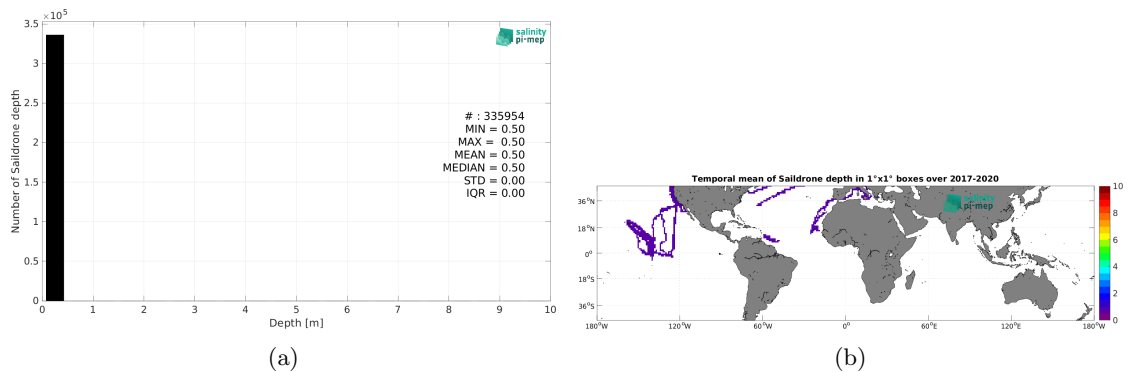 ×10⁵
3.5
3
2.5
2
1.5
1
0.5
0
Number of Saildrone depth
salinity
pi-mep
# : 335954
MIN = 0.50
MAX = 0.50
MEAN = 0.50
MEDIAN = 0.50
STD = 0.00
IQR = 0.00
0 1 2 3 4 5 6 7 8 9 10
Depth [m]
(a)
Temporal mean of Saildrone depth in 1°x1° boxes over 2017-2020
salinity
pi-mep
36°N
18°N
0°
18°S
36°S
180°W 120°W 60°W 0° 60°E 120°E 180°W
10
8
6
4
2
0
(b)